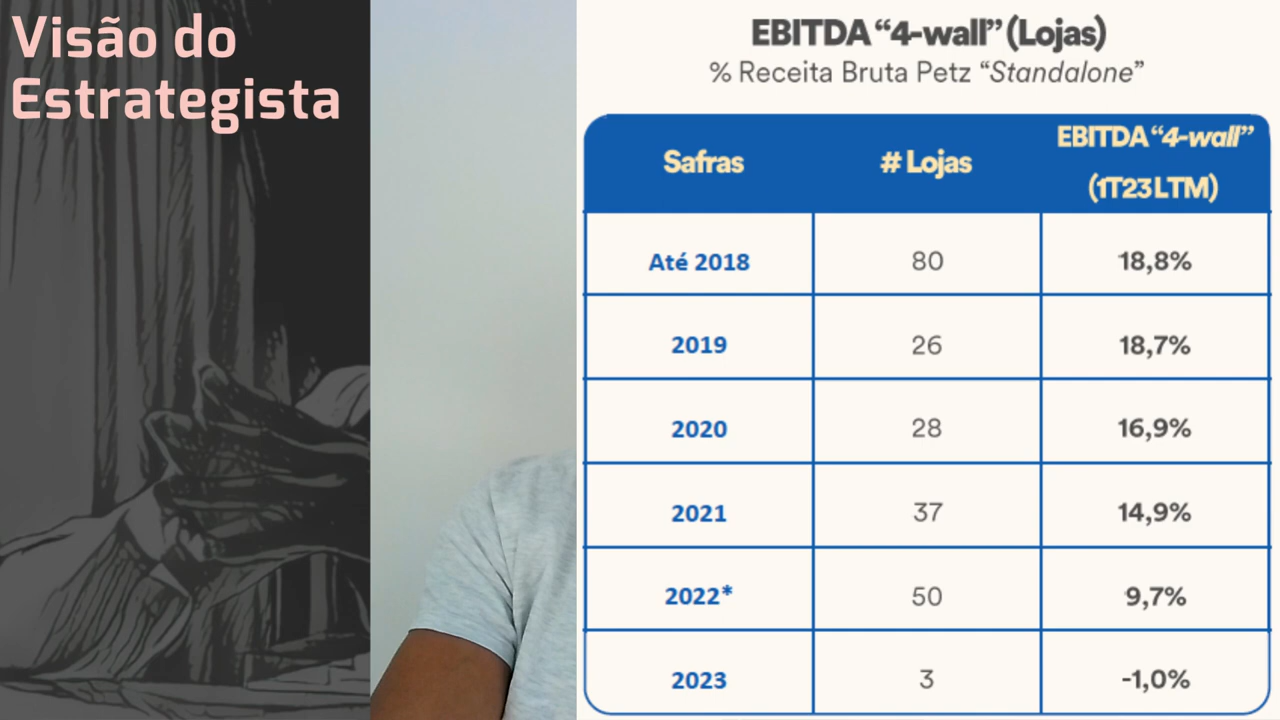 Visão do
Estrategista
EBITDA “4-wall” (Lojas)
% Receita Bruta Petz “Standalone”
Safras # Lojas EBITDA “4-wall” (1T23 LTM)
Até 2018 80 18,8%
2019 26 18,7%
2020 28 16,9%
2021 37 14,9%
2022* 50 9,7%
2023 3 -1,0%